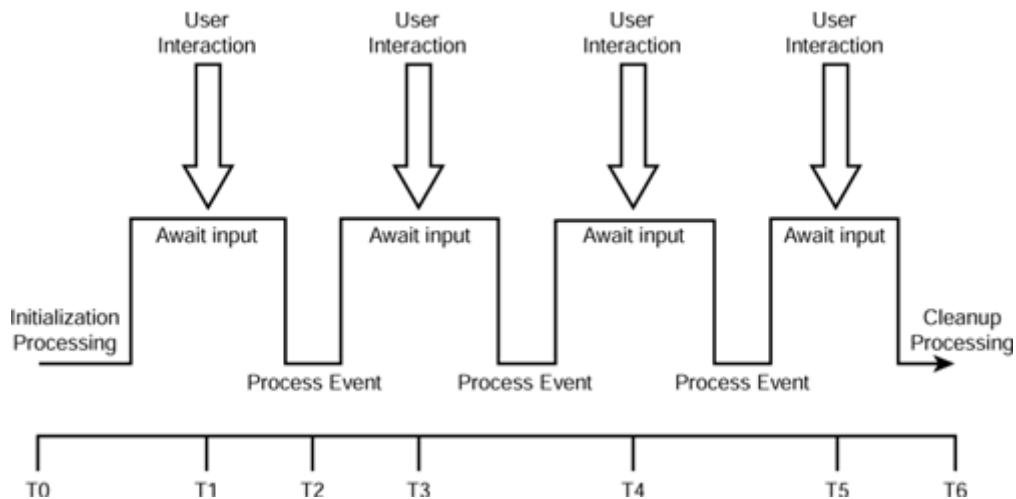 User
Interaction
User
Interaction
User
Interaction
User
Interaction
Await input
Await input
Await input
Await input
Initialization
Processing
Cleanup
Processing
Process Event
Process Event
Process Event
T0 T1 T2 T3 T4 T5 T6